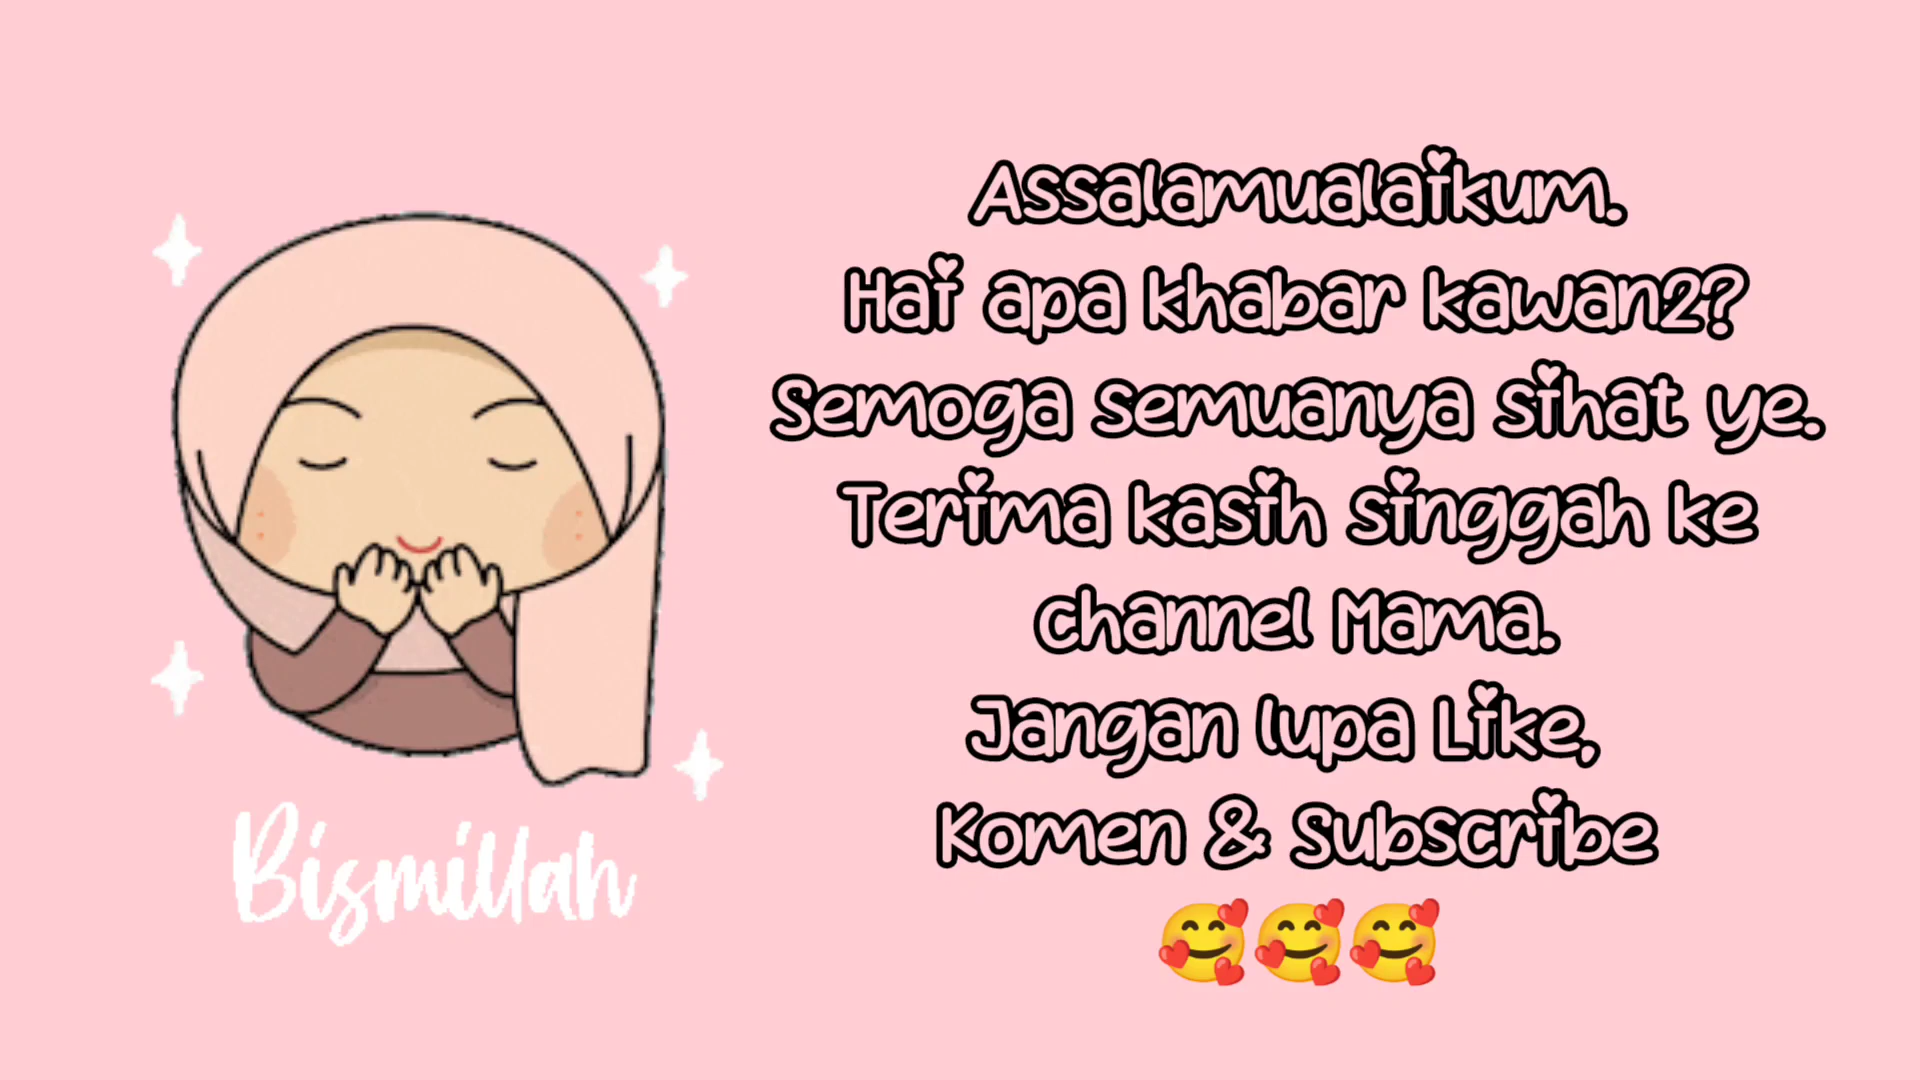 Assalamualaikum.
Hai apa khabar kawan2?
Semoga semuanya sihat ye.
Terima kasih singgah ke
channel Mama.
Jangan lupa Like,
Komen & Subscribe
🥰🥰🥰
Bismillah